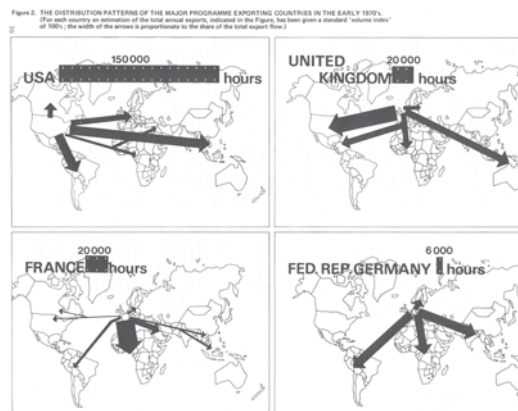 Figure 2. THE DISTRIBUTION PATTERNS OF THE MAJOR PROGRAMME EXPORTING COUNTRIES IN THE EARLY 1970's.
(For each country an estimation of the total annual exports, indicated in the Figure, has been given a standard "volume index"
of 100%; the width of the arrows is proportionate to the share of the total export flow.)
150000
USA hours
UNITED 20000
KINGDOM hours
20000
FRANCE hours
6000
FED. REP. GERMANY hours